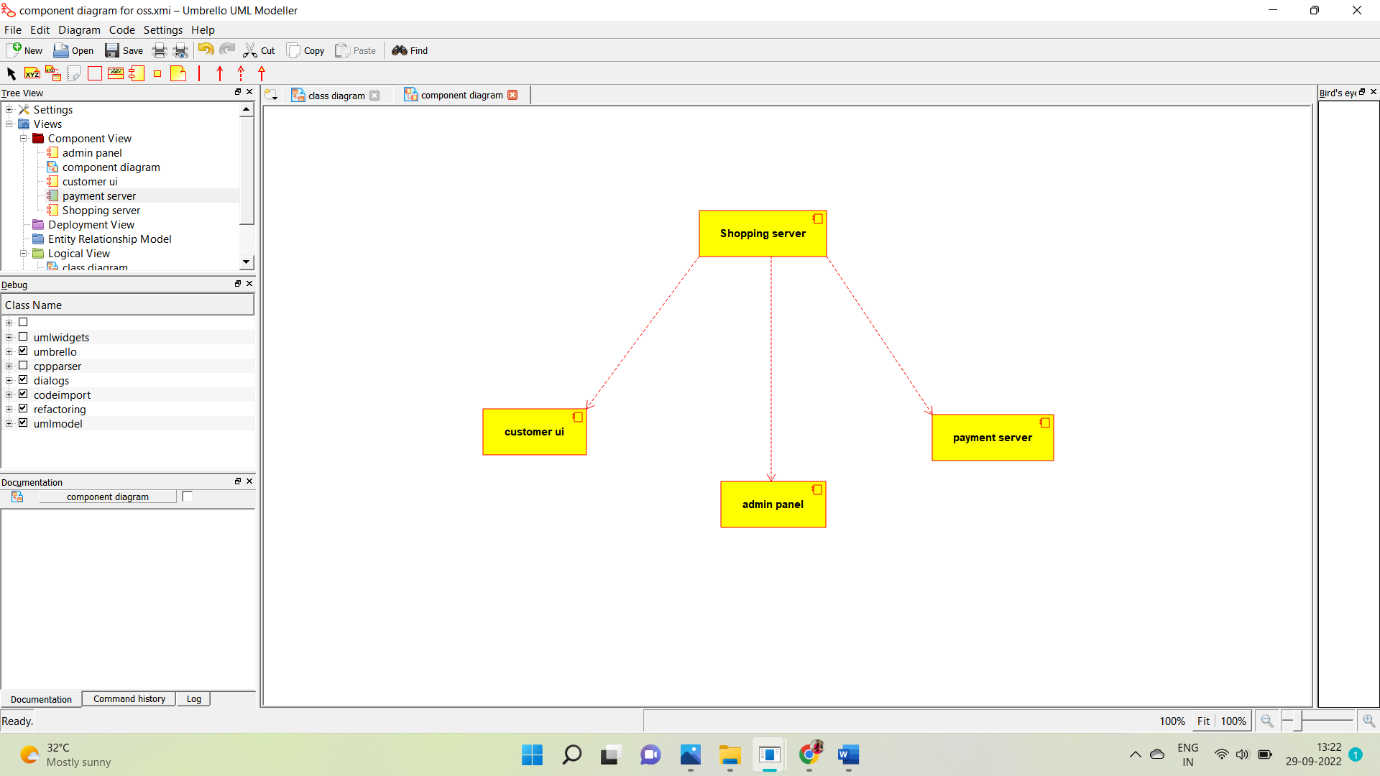 component diagram for oss.xmi – Umbrello UML Modeller
File Edit Diagram Code Settings Help
New Open Save Cut Copy Paste Find
XYZ
Tree View
class diagram component diagram
Settings
Views
Component View
admin panel
component diagram
customer ui
payment server
Shopping server
Deployment View
Entity Relationship Model
Logical View
class diagram
Debug
Class Name
umlwidgets
umbrello
cppparser
dialogs
codeimport
refactoring
umlmodel
Documentation
component diagram
Documentation Command history Log
Shopping server
customer ui
payment server
admin panel
Bird's eye
Ready.
100% Fit 100%
32°C
Mostly sunny
ENG
IN
13:22
29-09-2022
1